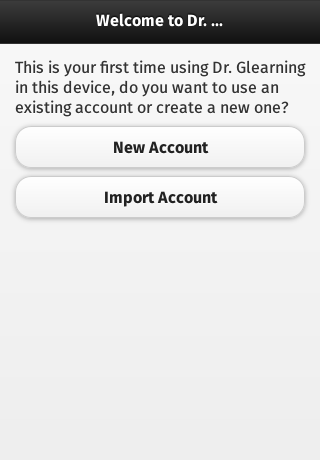 Welcome to Dr. ...
This is your first time using Dr. Glearning
in this device, do you want to use an
existing account or create a new one?
New Account
Import Account